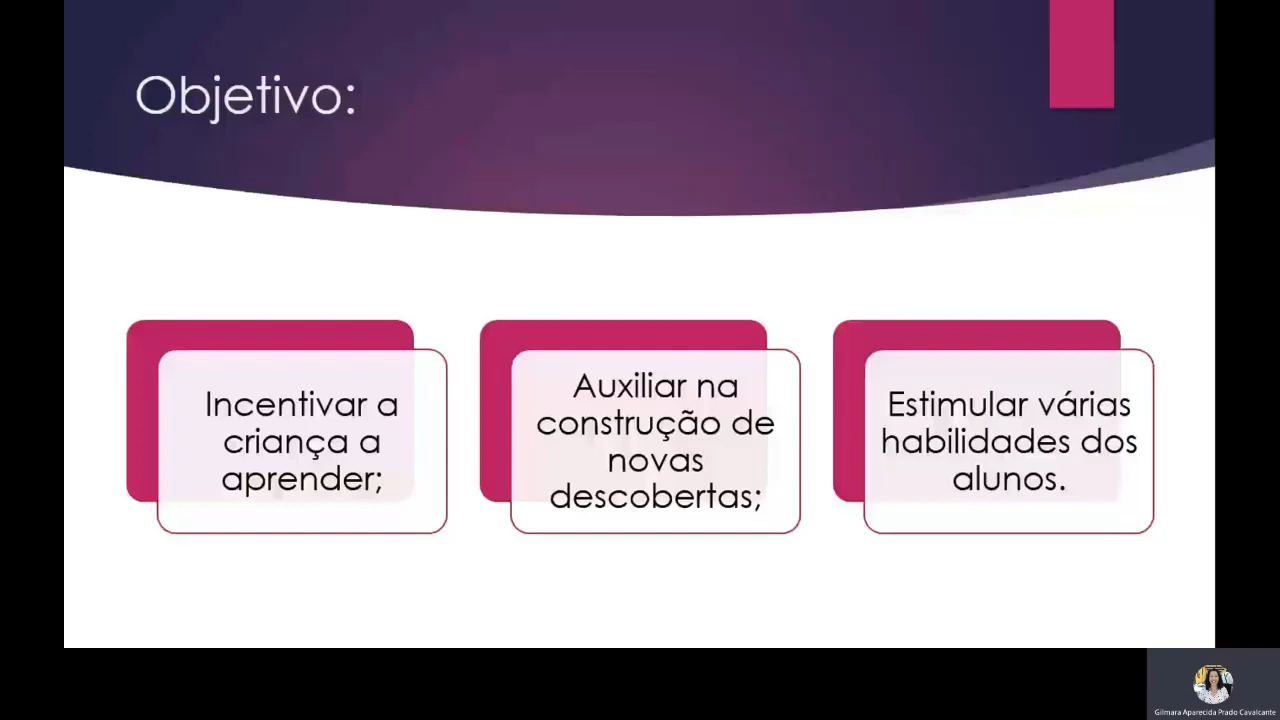 Objetivo:
Incentivar a
criança a
aprender;
Auxiliar na
construção de
novas
descobertas;
Estimular várias
habilidades dos
alunos.
Gilmara Aparecida Prado Cavalcante